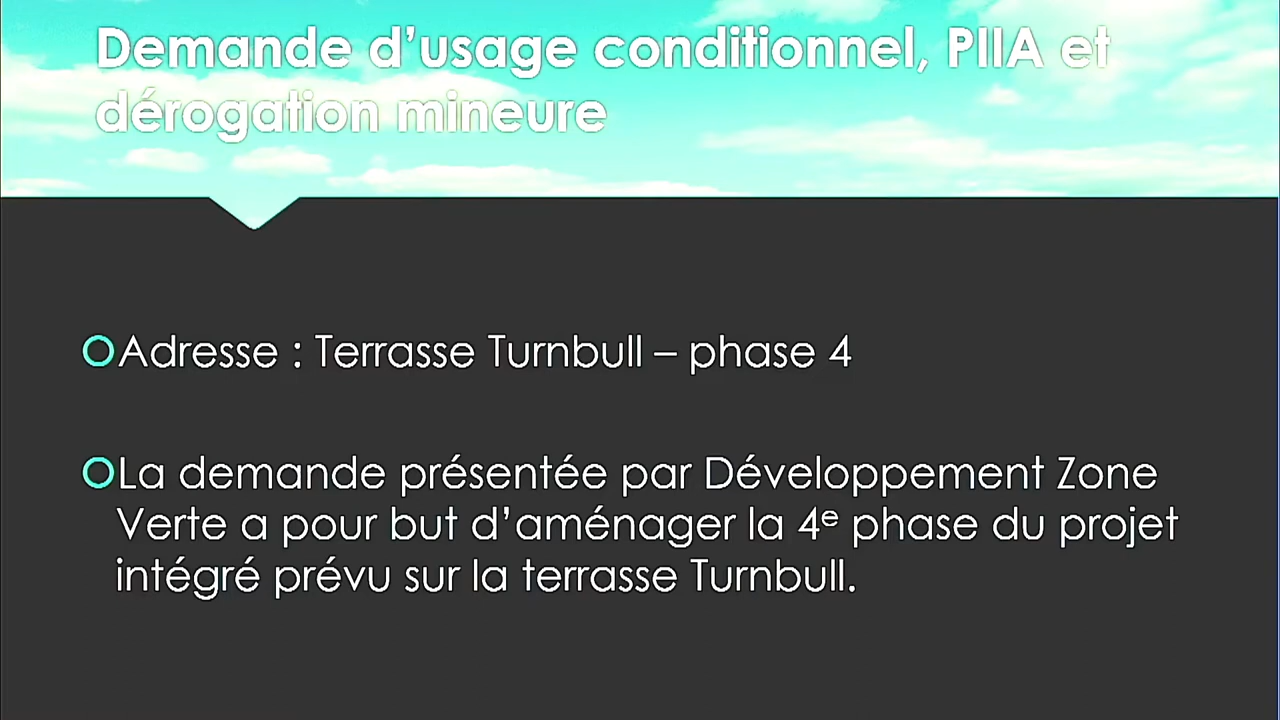 Demande d’usage conditionnel, PIIA et
dérogation mineure
Adresse : Terrasse Turnbull – phase 4
La demande présentée par Développement Zone
Verte a pour but d’aménager la 4ᵉ phase du projet
intégré prévu sur la terrasse Turnbull.